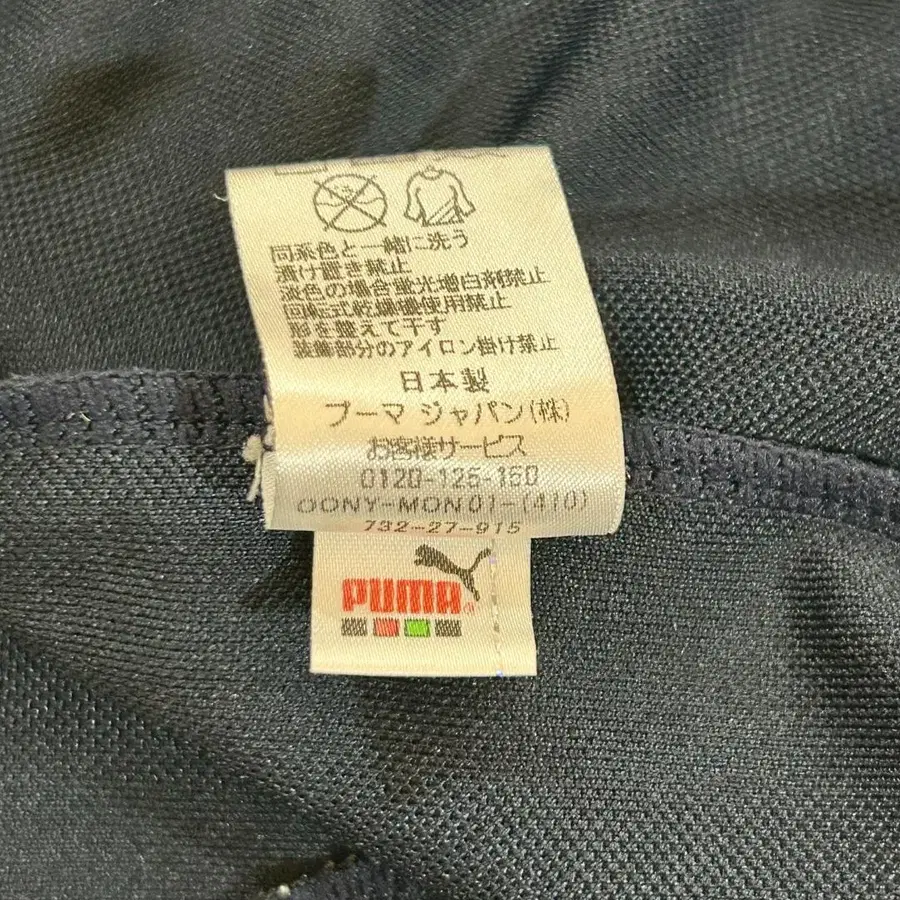 同系色と一緒に洗う
漬け置き禁止
淡色の場合蛍光増白剤禁止
回転式乾燥機使用禁止
形を整えて干す
装飾部分のアイロン掛け禁止
日本製
プーマ ジャパン(株)
お客様サービス
0120-125-150
OONY-MON01-(410)
732-27-915
PUMA®